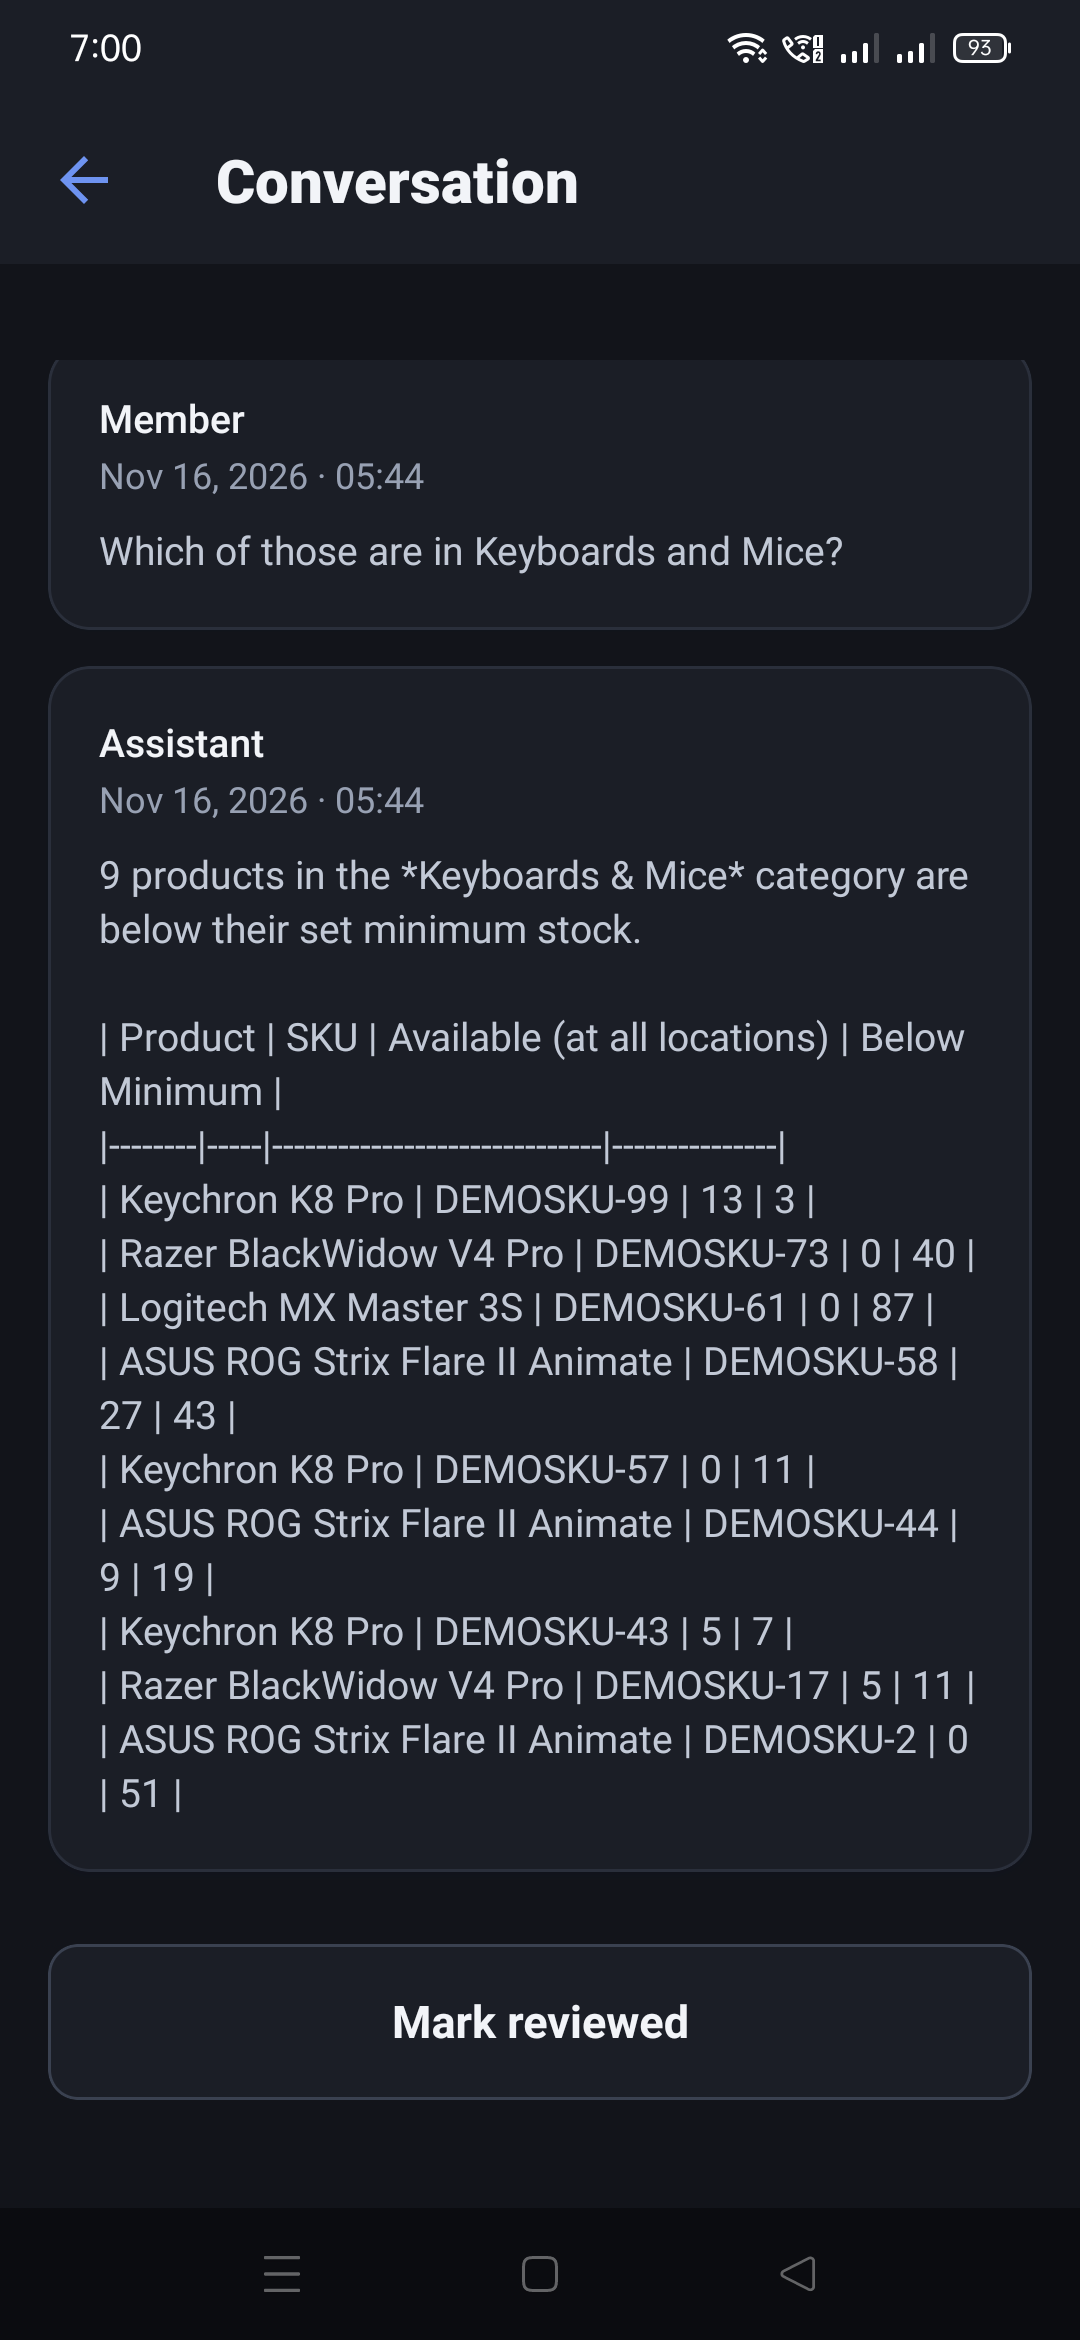 7:00
93
Conversation
Member
Nov 16, 2026 · 05:44
Which of those are in Keyboards and Mice?
Assistant
Nov 16, 2026 · 05:44
9 products in the *Keyboards & Mice* category are
below their set minimum stock.
| Product | SKU | Available (at all locations) | Below
Minimum |
|--------|-----|------------------------------|---------------|
| Keychron K8 Pro | DEMOSKU-99 | 13 | 3 |
| Razer BlackWidow V4 Pro | DEMOSKU-73 | 0 | 40 |
| Logitech MX Master 3S | DEMOSKU-61 | 0 | 87 |
| ASUS ROG Strix Flare II Animate | DEMOSKU-58 |
27 | 43 |
| Keychron K8 Pro | DEMOSKU-57 | 0 | 11 |
| ASUS ROG Strix Flare II Animate | DEMOSKU-44 |
9 | 19 |
| Keychron K8 Pro | DEMOSKU-43 | 5 | 7 |
| Razer BlackWidow V4 Pro | DEMOSKU-17 | 5 | 11 |
| ASUS ROG Strix Flare II Animate | DEMOSKU-2 | 0
| 51 |
Mark reviewed